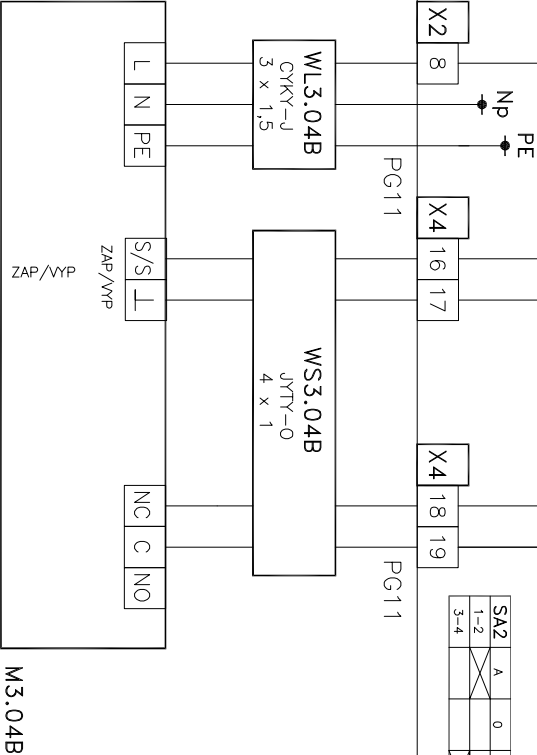 X2
8
Np
PE
WL3.04B
CYKY-J
3 x 1,5
L
N
PE
PG11
X4
16
17
S/S
⊥
ZAP/VYP
ZAP/VYP
WS3.04B
JYTY-O
4 x 1
X4
18
19
NC
C
NO
PG11
SA2 A 0
1-2
3-4
M3.04B